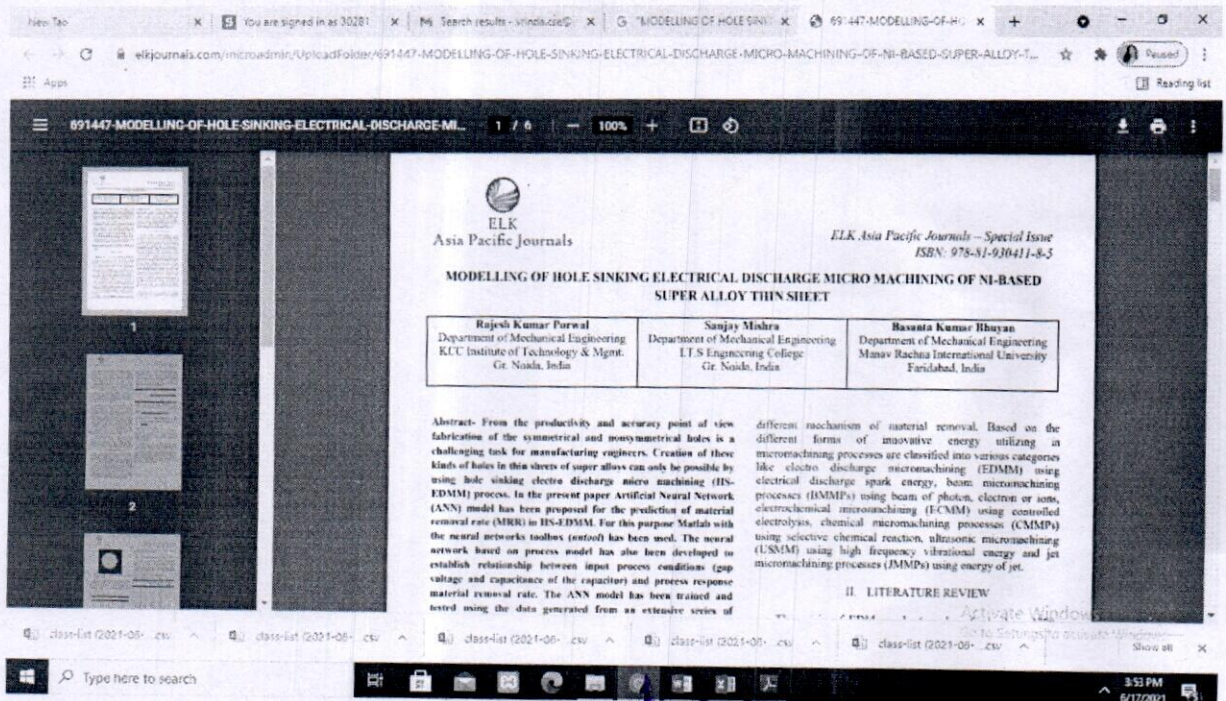 New Tab
You are signed in as 30281
Search results -
G "MODELLING OF HOLE SINK
691447-MODELLING-OF-HO
elkjournals.com/microadmin/UploadFolder/691447-MODELLING-OF-HOLE-SINKING-ELECTRICAL-DISCHARGE-MICRO-MACHINING-OF-NI-BASED-SUPER-ALLOY-T...
Paused
Apps
Reading list
691447-MODELLING-OF-HOLE-SINKING-ELECTRICAL-DISCHARGE-MI...
1 / 6
100%
1
2
ELK
Asia Pacific Journals
ELK Asia Pacific Journals – Special Issue
ISBN: 978-81-930411-8-5
MODELLING OF HOLE SINKING ELECTRICAL DISCHARGE MICRO MACHINING OF NI-BASED
SUPER ALLOY THIN SHEET
Rajesh Kumar Porwal
Department of Mechanical Engineering
KCC Institute of Technology & Mgmt.
Gr. Noida, India
Sanjay Mishra
Department of Mechanical Engineering
I.T.S Engineering College
Gr. Noida, India
Basanta Kumar Bhuyan
Department of Mechanical Engineering
Manav Rachna International University
Faridabad, India
Abstract- From the productivity and accuracy point of view
fabrication of the symmetrical and nonsymmetrical holes is a
challenging task for manufacturing engineers. Creation of these
kinds of holes in thin sheets of super alloys can only be possible by
using hole sinking electro discharge micro machining (HS-
EDMM) process. In the present paper Artificial Neural Network
(ANN) model has been proposed for the prediction of material
removal rate (MRR) in HS-EDMM. For this purpose Matlab with
the neural networks toolbox (nntool) has been used. The neural
network based on process model has also been developed to
establish relationship between input process conditions (gap
voltage and capacitance of the capacitor) and process response
material removal rate. The ANN model has been trained and
tested using the data generated from an extensive series of
different mechanism of material removal. Based on the
different forms of innovative energy utilizing in
micromachining processes are classified into various categories
like electro discharge micromachining (EDMM) using
electrical discharge spark energy, beam micromachining
processes (BMMPs) using beam of photon, electron or ions,
electrochemical micromachining (ECMM) using controlled
electrolysis, chemical micromachining processes (CMMPs)
using selective chemical reaction, ultrasonic micromachining
(USMM) using high frequency vibrational energy and jet
micromachining processes (JMMPs) using energy of jet.
II. LITERATURE REVIEW
Activate Windows
Go to Settings to activate Windows.
class-list (2021-06-....csv
class-list (2021-06-....csv
class-list (2021-06-....csv
class-list (2021-06-....csv
Show all
Type here to search
3:53 PM
6/17/2021